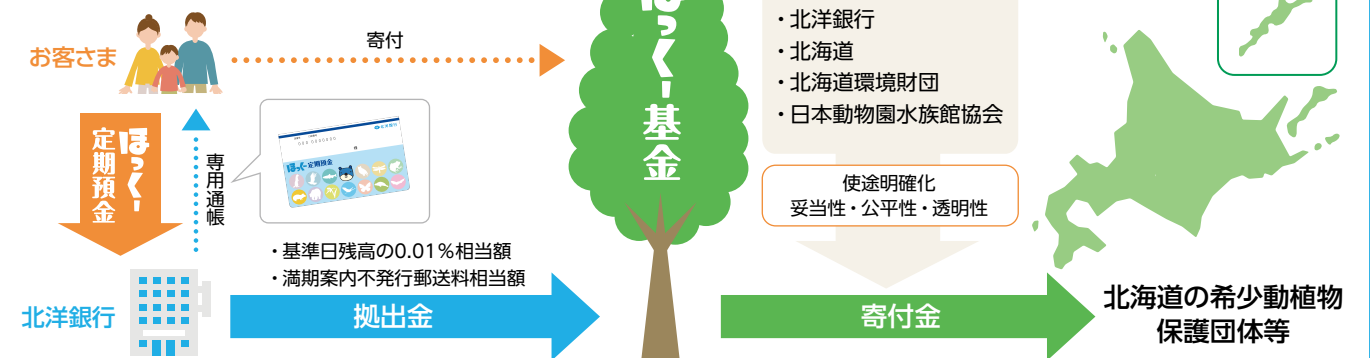 お客さま
寄付
ほっくー基金
・北洋銀行
・北海道
・北海道環境財団
・日本動物園水族館協会
ほっくー
定期預金
専用通帳
ほっくー定期預金
使途明確化
妥当性・公平性・透明性
・基準日残高の0.01％相当額
・満期案内不発行郵送料相当額
北洋銀行
拠出金
寄付金
北海道の希少動植物
保護団体等